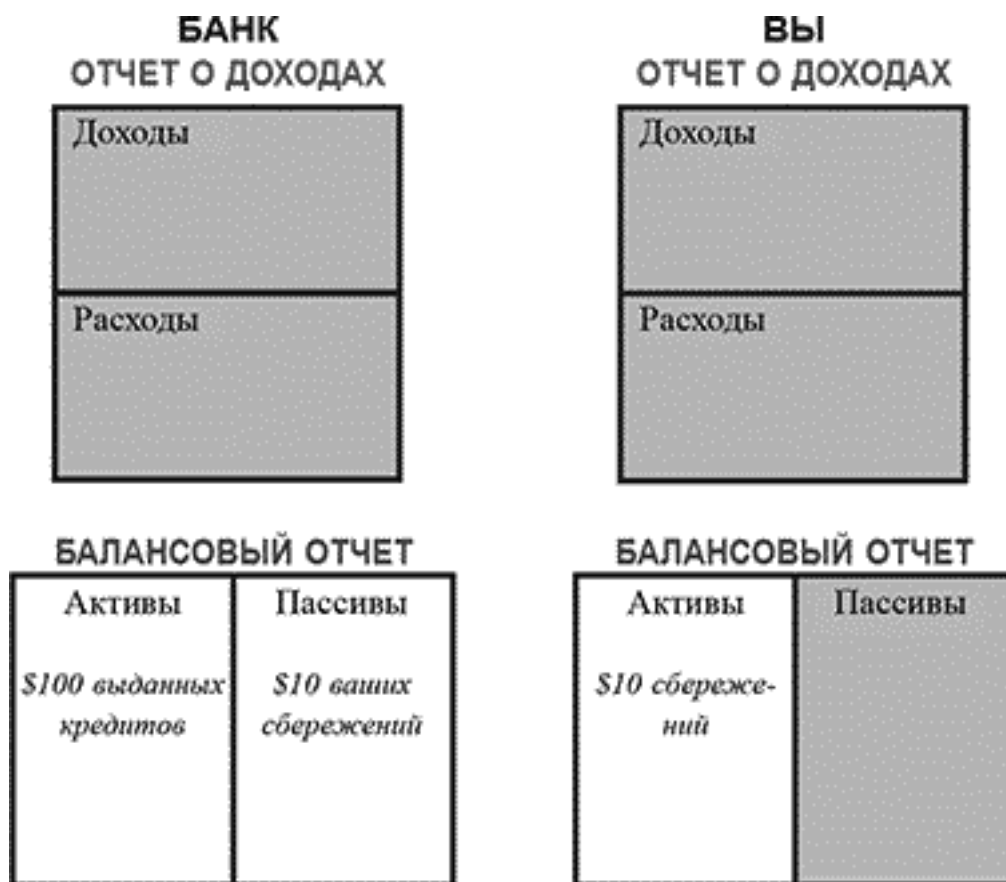 БАНК
ОТЧЕТ О ДОХОДАХ
Доходы
Расходы
БАЛАНСОВЫЙ ОТЧЕТ
Активы
$100 выданных
кредитов
Пассивы
$10 ваших
сбережений
ВЫ
ОТЧЕТ О ДОХОДАХ
Доходы
Расходы
БАЛАНСОВЫЙ ОТЧЕТ
Активы
$10 сбереже-
ний
Пассивы